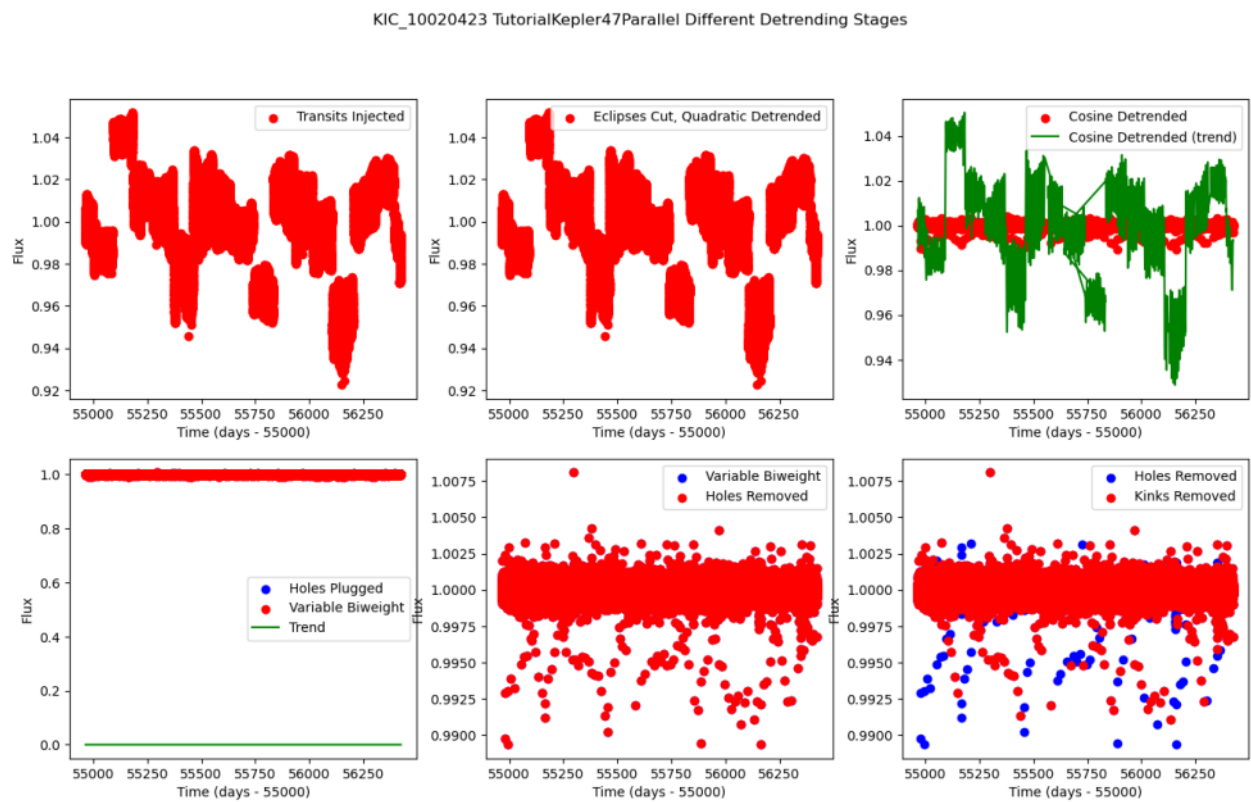 KIC_10020423 TutorialKepler47Parallel Different Detrending Stages
Transits Injected
1.04
1.02
1.00
0.98
0.96
0.94
0.92
Flux
55000 55250 55500 55750 56000 56250
Time (days - 55000)
Eclipses Cut, Quadratic Detrended
1.04
1.02
1.00
0.98
0.96
0.94
0.92
Flux
55000 55250 55500 55750 56000 56250
Time (days - 55000)
Cosine Detrended
Cosine Detrended (trend)
1.04
1.02
1.00
0.98
0.96
0.94
Flux
55000 55250 55500 55750 56000 56250
Time (days - 55000)
1.0
0.8
0.6
0.4
0.2
0.0
Flux
Holes Plugged
Variable Biweight
Trend
55000 55250 55500 55750 56000 56250
Time (days - 55000)
Variable Biweight
Holes Removed
1.0075
1.0050
1.0025
1.0000
0.9975
0.9950
0.9925
0.9900
Flux
55000 55250 55500 55750 56000 56250
Time (days - 55000)
Holes Removed
Kinks Removed
1.0075
1.0050
1.0025
1.0000
0.9975
0.9950
0.9925
0.9900
Flux
55000 55250 55500 55750 56000 56250
Time (days - 55000)